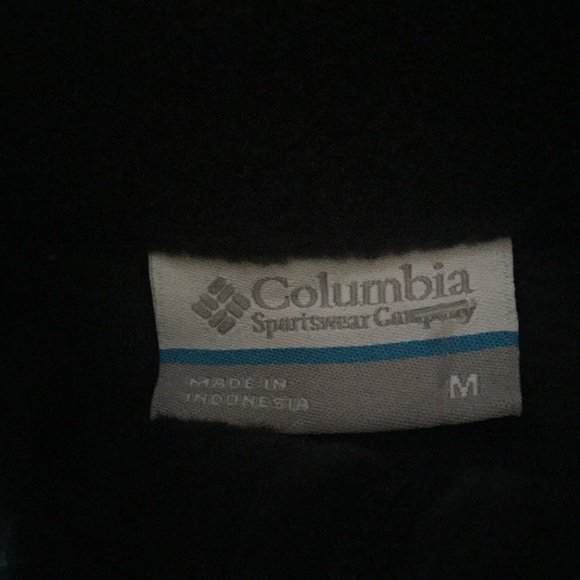 Columbia
Sportswear Company
MADE IN
INDONESIA
M